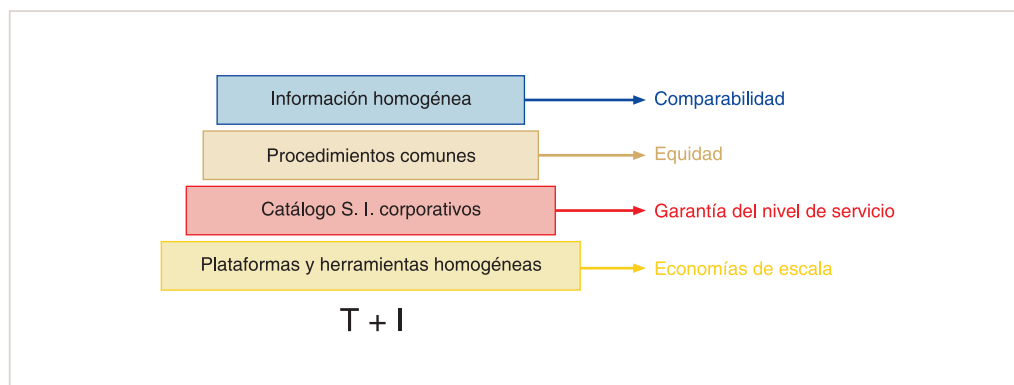 Información homogénea
Comparabilidad
Procedimientos comunes
Equidad
Catálogo S. I. corporativos
Garantía del nivel de servicio
Plataformas y herramientas homogéneas
Economías de escala
T + I